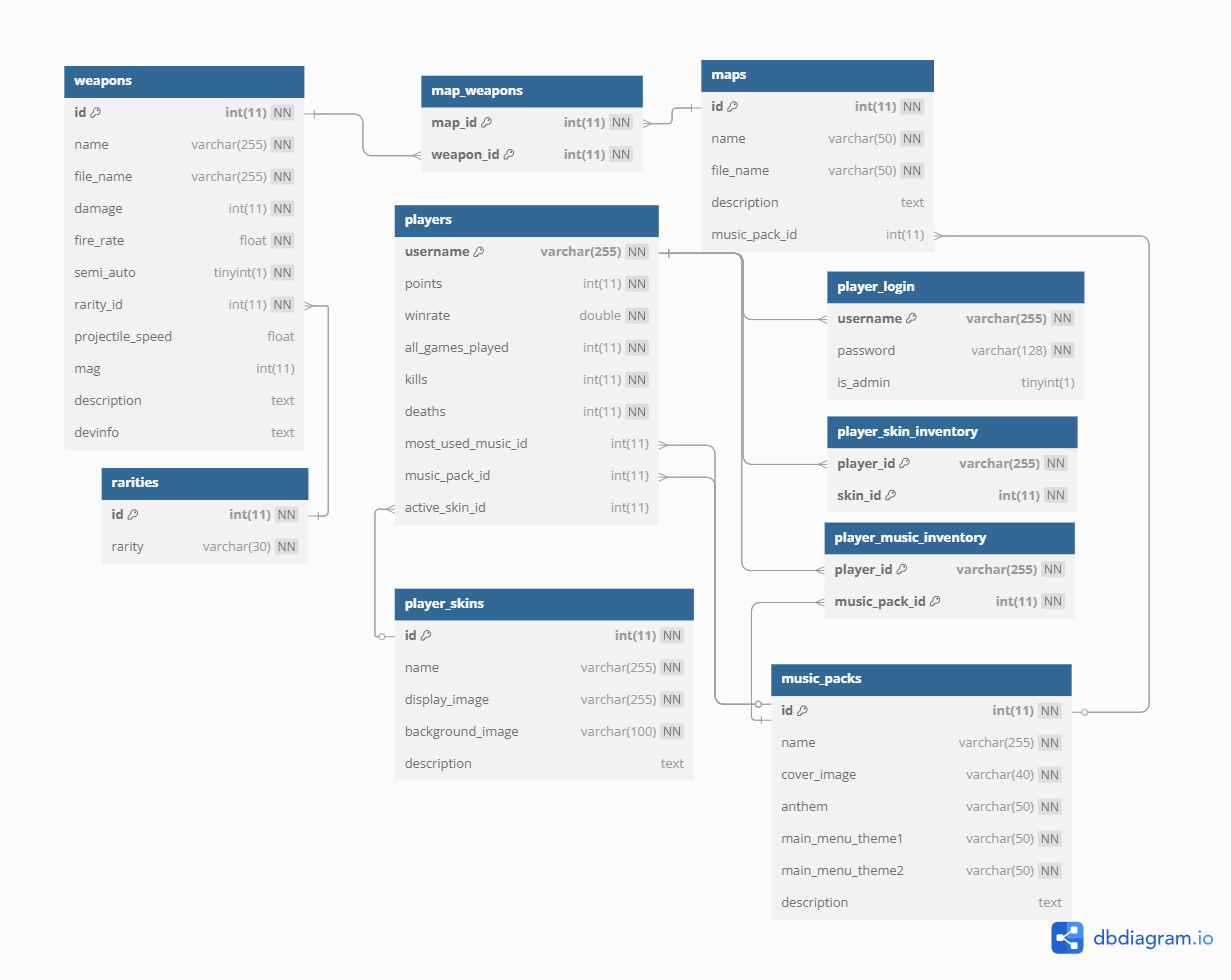 weapons
id int(11) NN
name varchar(255) NN
file_name varchar(255) NN
damage int(11) NN
fire_rate float NN
semi_auto tinyint(1) NN
rarity_id int(11) NN
projectile_speed float
mag int(11)
description text
devinfo text
rarities
id int(11) NN
rarity varchar(30) NN
map_weapons
map_id int(11) NN
weapon_id int(11) NN
players
username varchar(255) NN
points int(11) NN
winrate double NN
all_games_played int(11) NN
kills int(11) NN
deaths int(11) NN
most_used_music_id int(11)
music_pack_id int(11)
active_skin_id int(11)
player_skins
id int(11) NN
name varchar(255) NN
display_image varchar(255) NN
background_image varchar(100) NN
description text
maps
id int(11) NN
name varchar(50) NN
file_name varchar(50) NN
description text
music_pack_id int(11)
player_login
username varchar(255) NN
password varchar(128) NN
is_admin tinyint(1)
player_skin_inventory
player_id varchar(255) NN
skin_id int(11) NN
player_music_inventory
player_id varchar(255) NN
music_pack_id int(11) NN
music_packs
id int(11) NN
name varchar(255) NN
cover_image varchar(40) NN
anthem varchar(50) NN
main_menu_theme1 varchar(50) NN
main_menu_theme2 varchar(50) NN
description text
dbdiagram.io